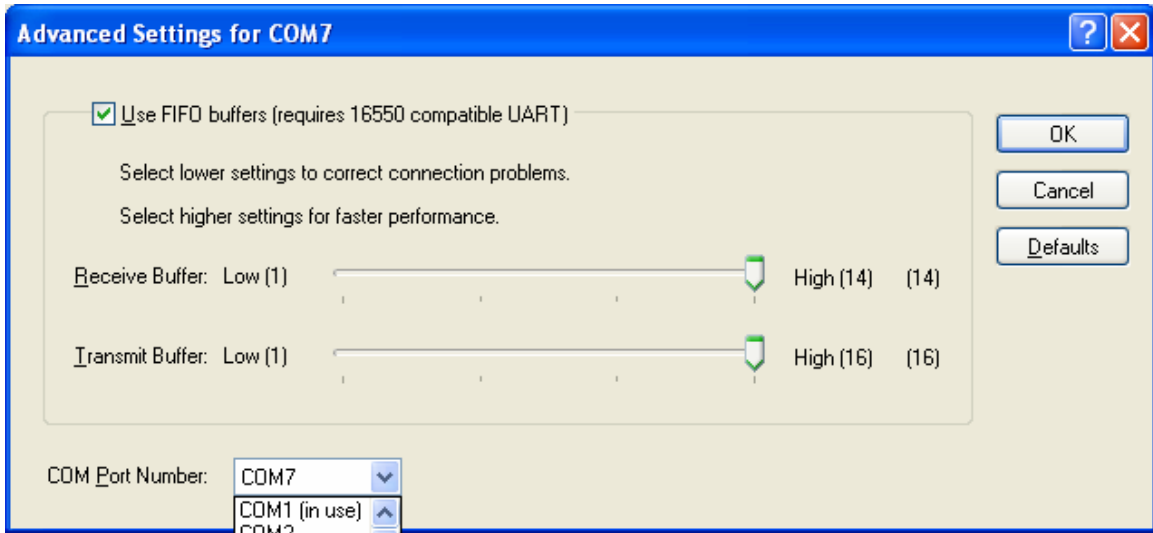 Advanced Settings for COM7
Use FIFO buffers (requires 16550 compatible UART)
OK
Select lower settings to correct connection problems.
Cancel
Select higher settings for faster performance.
Defaults
Receive Buffer: Low (1) High (14) (14)
Transmit Buffer: Low (1) High (16) (16)
COM Port Number: COM7
COM1 (in use)